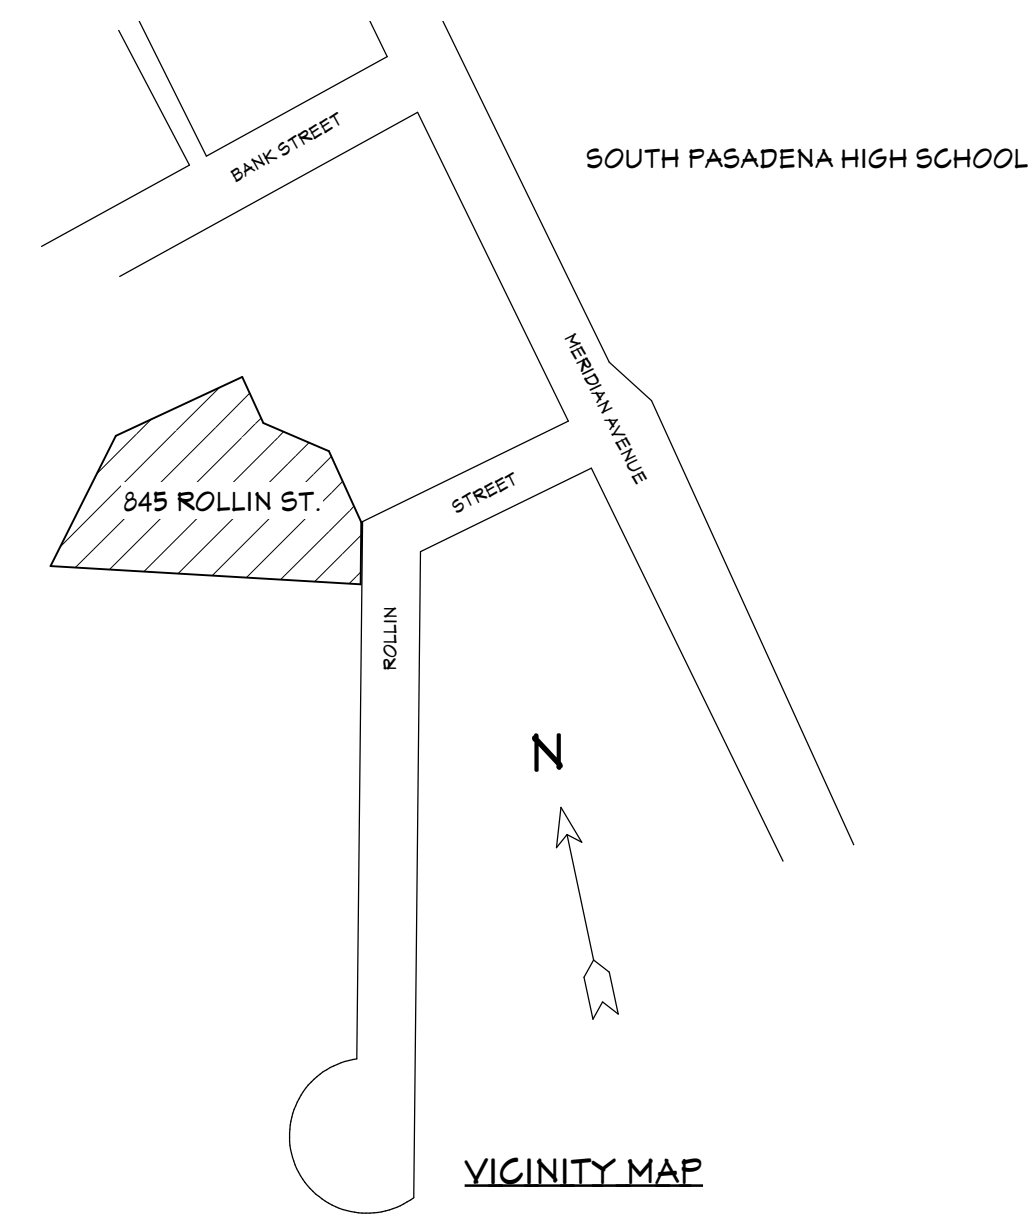 BANK STREET
SOUTH PASADENA HIGH SCHOOL
MERIDIAN AVENUE
845 ROLLIN ST.
STREET
ROLLIN
N
VICINITY MAP